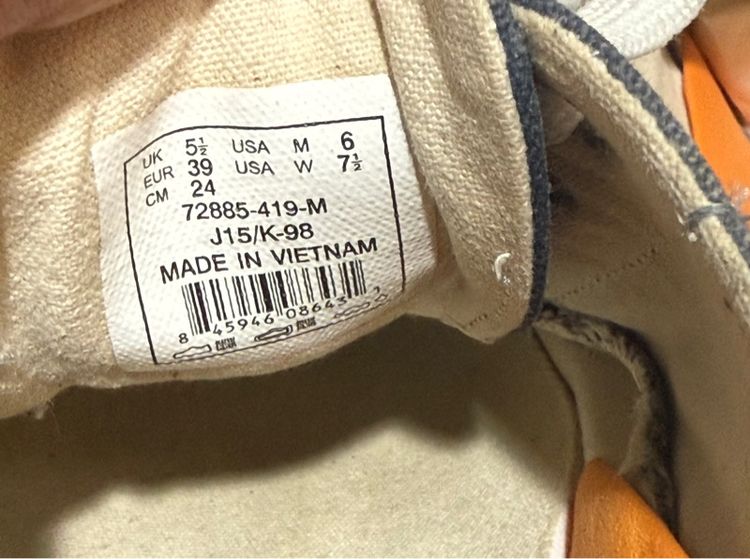 UK 5½ USA M 6
EUR 39 USA W 7½
CM 24
72885-419-M
J15/K-98
MADE IN VIETNAM
8 45946 08643